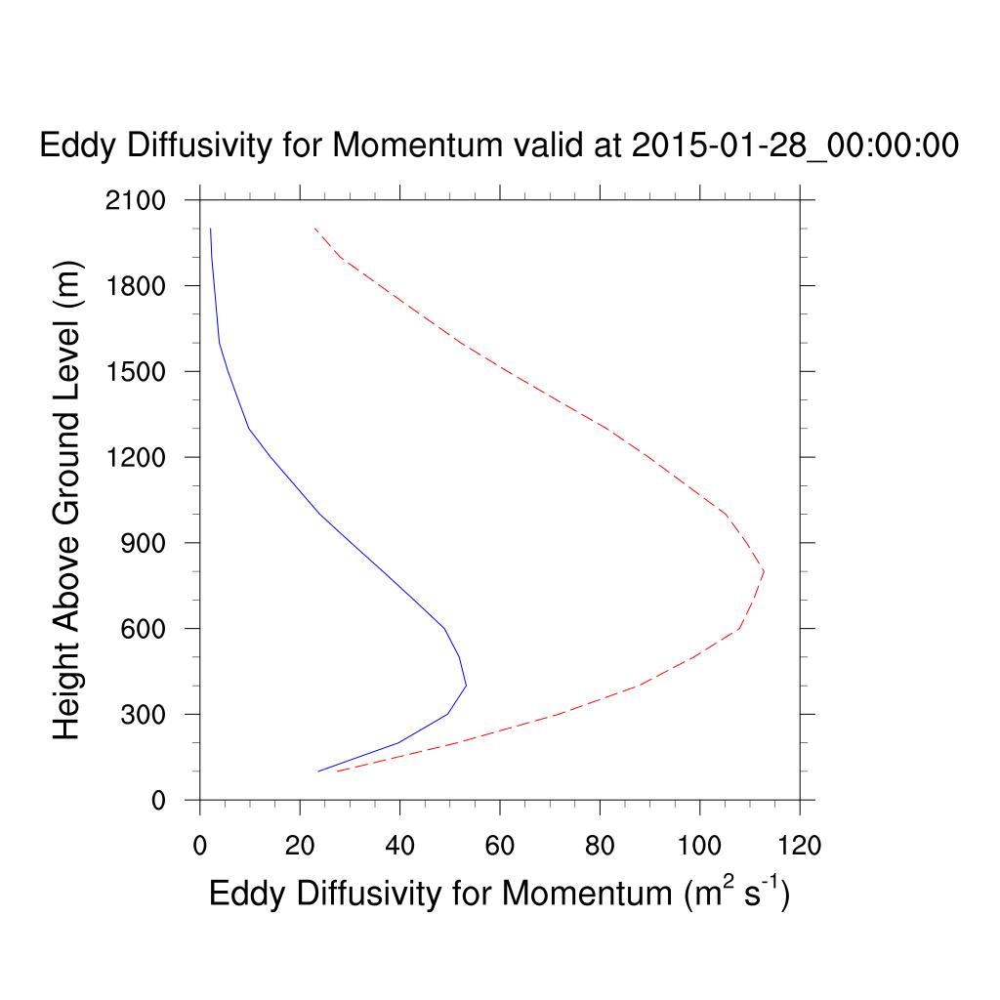 Eddy Diffusivity for Momentum valid at 2015-01-28_00:00:00
2100
1800
1500
1200
900
600
300
0
Height Above Ground Level (m)
0 20 40 60 80 100 120
Eddy Diffusivity for Momentum (m² s⁻¹)